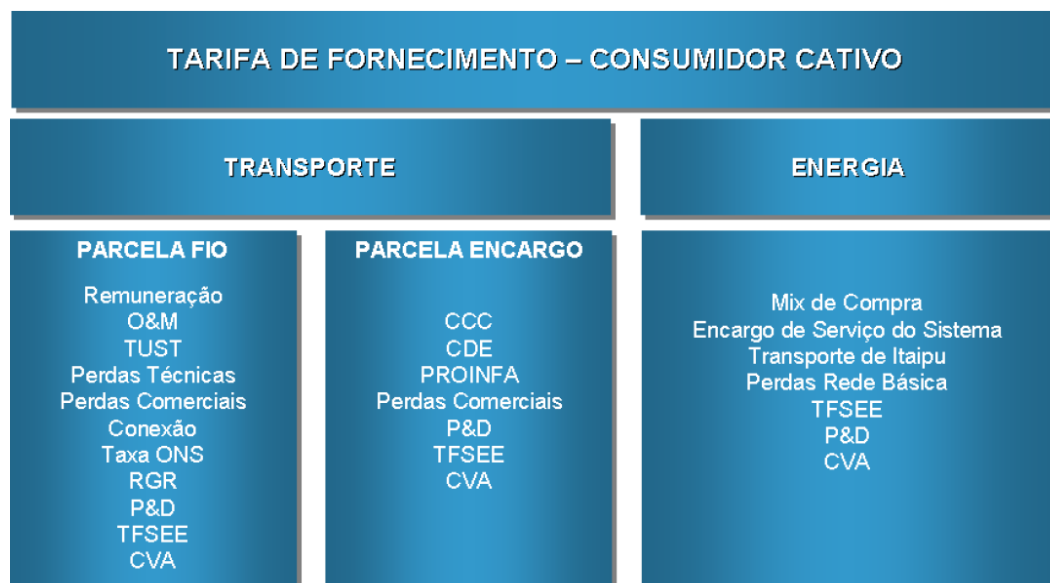 TARIFA DE FORNECIMENTO – CONSUMIDOR CATIVO
TRANSPORTE
ENERGIA
PARCELA FIO
Remuneração
O&M
TUST
Perdas Técnicas
Perdas Comerciais
Conexão
Taxa ONS
RGR
P&D
TFSEE
CVA
PARCELA ENCARGO
CCC
CDE
PROINFA
Perdas Comerciais
P&D
TFSEE
CVA
Mix de Compra
Encargo de Serviço do Sistema
Transporte de Itaipu
Perdas Rede Básica
TFSEE
P&D
CVA